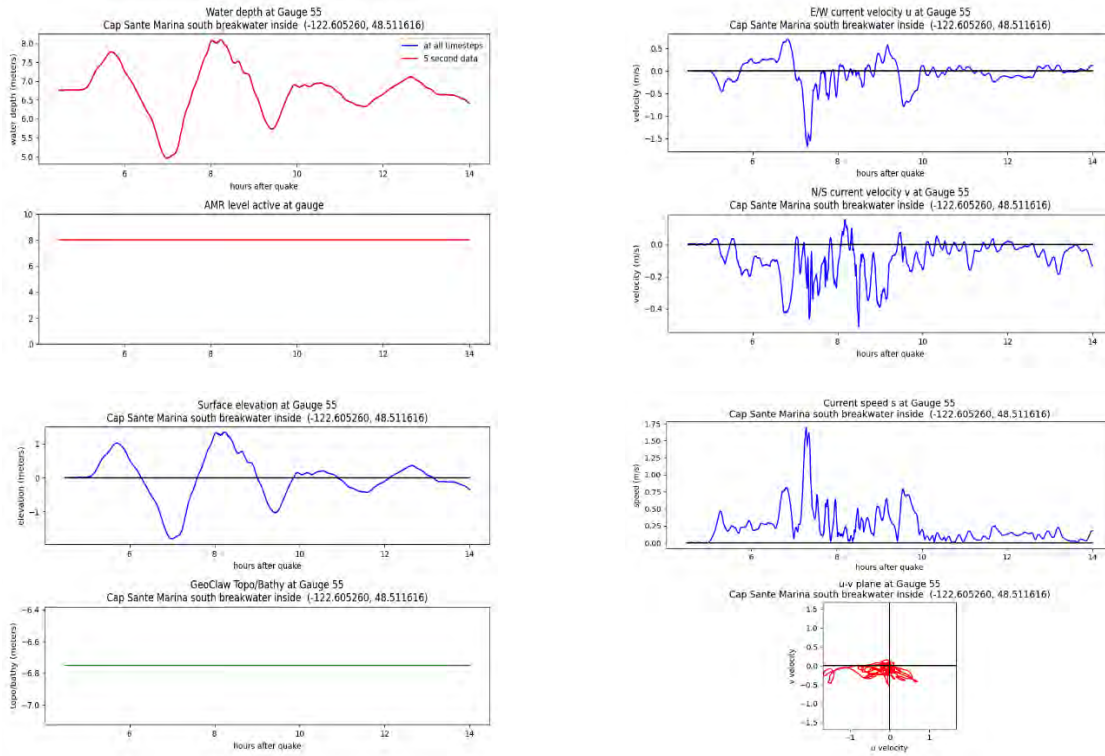 Water depth at Gauge 55
Cap Sante Marina south breakwater inside (-122.605260, 48.511616)
8.0
7.5
7.0
6.5
6.0
5.5
5.0
water depth (meters)
at all timesteps
5 second data
6 8 10 12 14
hours after quake
AMR level active at gauge
10
8
6
4
2
0
6 8 10 12 14
Surface elevation at Gauge 55
Cap Sante Marina south breakwater inside (-122.605260, 48.511616)
1
0
−1
elevation (meters)
6 8 10 12 14
hours after quake
GeoClaw Topo/Bathy at Gauge 55
Cap Sante Marina south breakwater inside (-122.605260, 48.511616)
−6.4
−6.6
−6.8
−7.0
topo/bathy (meters)
6 8 10 12 14
hours after quake
E/W current velocity u at Gauge 55
Cap Sante Marina south breakwater inside (-122.605260, 48.511616)
0.5
0.0
−0.5
−1.0
−1.5
velocity (m/s)
6 8 10 12 14
hours after quake
N/S current velocity v at Gauge 55
Cap Sante Marina south breakwater inside (-122.605260, 48.511616)
0.0
−0.2
−0.4
velocity (m/s)
6 8 10 12 14
hours after quake
Current speed s at Gauge 55
Cap Sante Marina south breakwater inside (-122.605260, 48.511616)
1.75
1.50
1.25
1.00
0.75
0.50
0.25
0.00
speed (m/s)
6 8 10 12 14
hours after quake
u-v plane at Gauge 55
Cap Sante Marina south breakwater inside (-122.605260, 48.511616)
1.5
1.0
0.5
0.0
−0.5
−1.0
−1.5
v velocity
−1 0 1
u velocity